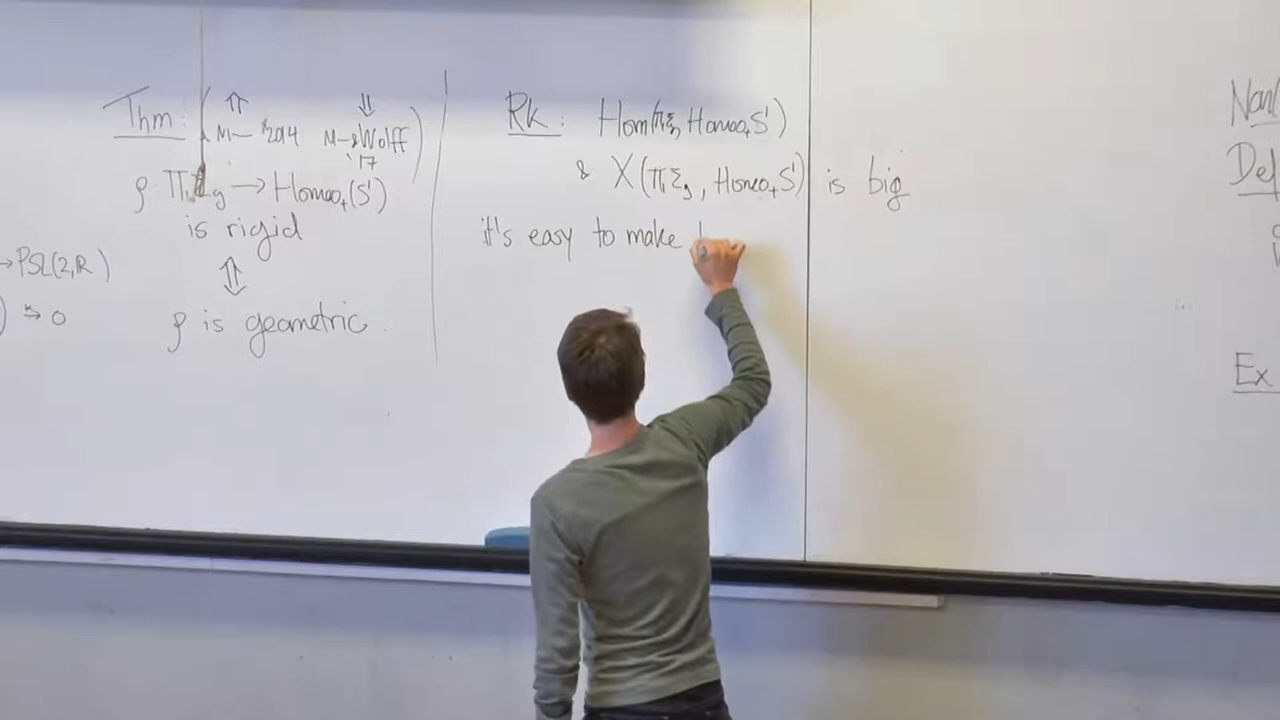 →PSL(2,ℝ)
) ↳ 0
Thm: ( ⇑ ⇓
M— '2014 M-&Wolff)
'17
ρ: π₁Σg → Homeo₊(S¹)
is rigid
⇕
ρ is geometric.
Rk: Hom(π₁Σg, Homeo₊S¹)
& X(π₁Σg, Homeo₊S¹) is big
it's easy to make
Def
Ex